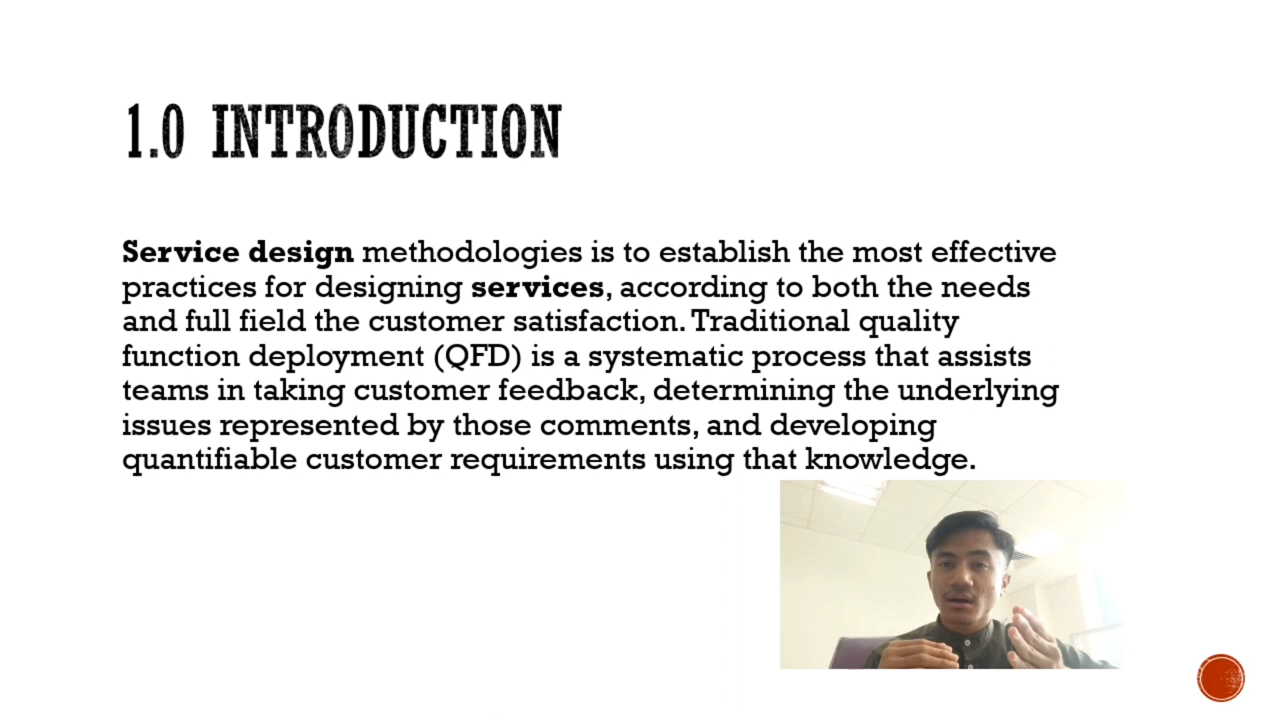 1.0 INTRODUCTION
Service design methodologies is to establish the most effective
practices for designing services, according to both the needs
and full field the customer satisfaction. Traditional quality
function deployment (QFD) is a systematic process that assists
teams in taking customer feedback, determining the underlying
issues represented by those comments, and developing
quantifiable customer requirements using that knowledge.